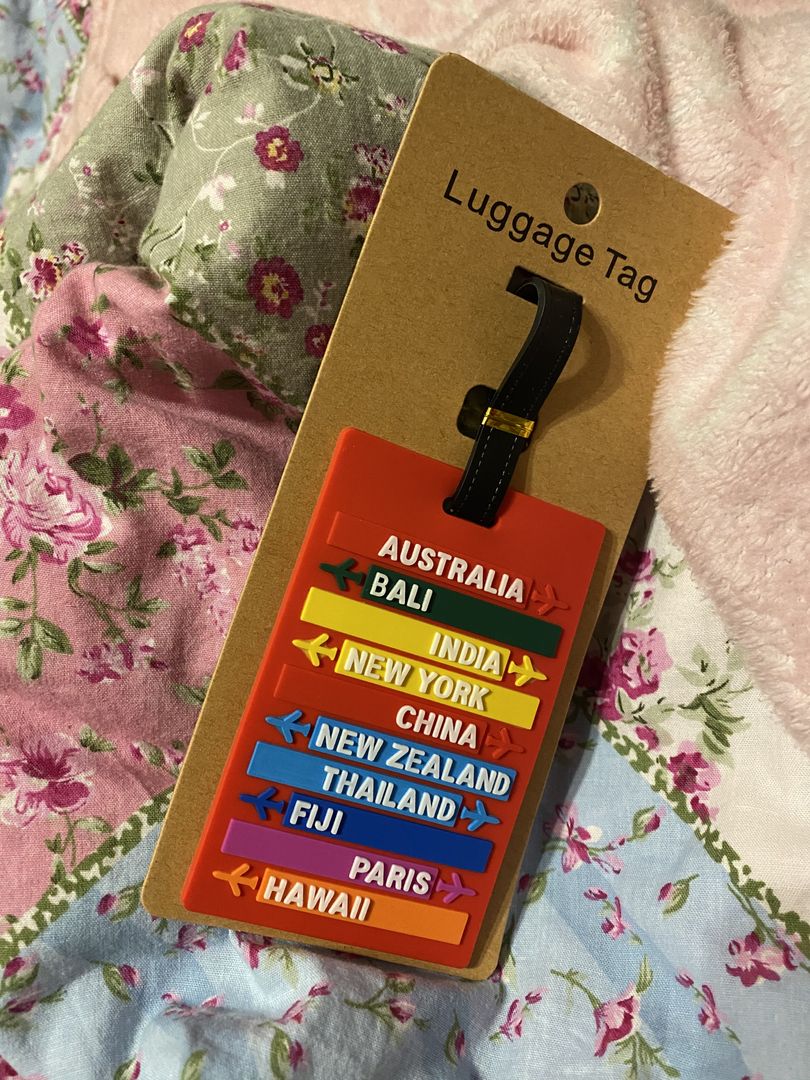 Luggage Tag
AUSTRALIA
BALI
INDIA
NEW YORK
CHINA
NEW ZEALAND
THAILAND
FIJI
PARIS
HAWAII